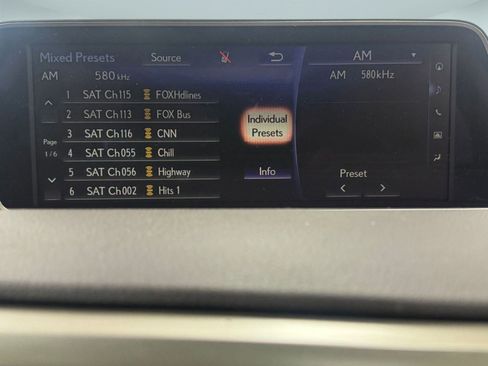 Mixed Presets Source AM
AM 580 kHz AM 580kHz
1 SAT Ch115 FOXHdlines
2 SAT Ch113 FOX Bus
Individual
Presets
3 SAT Ch116 CNN
Page
1 / 6
4 SAT Ch055 Chill
5 SAT Ch056 Highway
Info
Preset
6 SAT Ch002 Hits 1